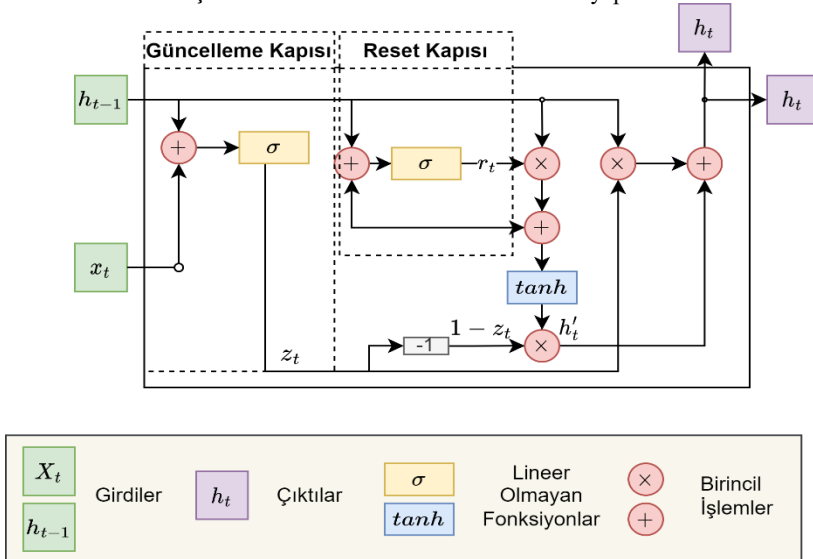 h_t
Güncelleme Kapısı
Reset Kapısı
h_{t-1}
h_t
+
σ
+
σ
r_t
×
×
+
+
x_t
tanh
1 - z_t
h'_t
-1
×
z_t
X_t
h_{t-1}
Girdiler
h_t
Çıktılar
σ
tanh
Lineer
Olmayan
Fonksiyonlar
×
+
Birincil
İşlemler